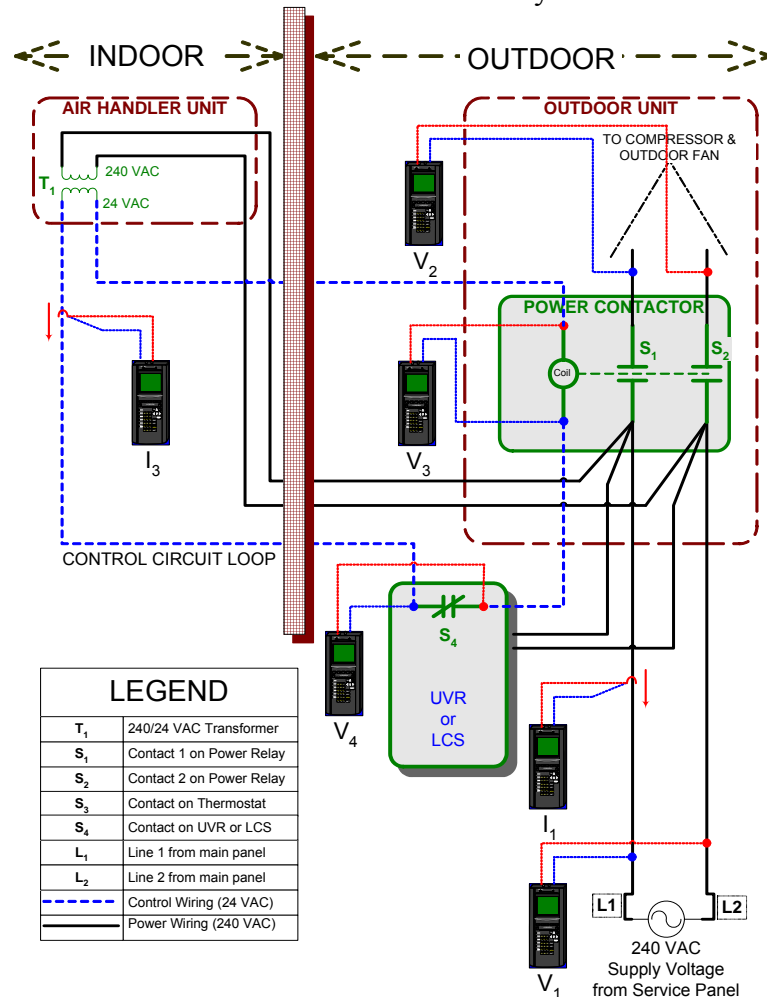 INDOOR
OUTDOOR
AIR HANDLER UNIT
OUTDOOR UNIT
TO COMPRESSOR &
OUTDOOR FAN
240 VAC
T1
24 VAC
V2
POWER CONTACTOR
S1
S2
Coil
I3
V3
CONTROL CIRCUIT LOOP
S4
UVR
or
LCS
V4
I1
LEGEND
T1 240/24 VAC Transformer
S1 Contact 1 on Power Relay
S2 Contact 2 on Power Relay
S3 Contact on Thermostat
S4 Contact on UVR or LCS
L1 Line 1 from main panel
L2 Line 2 from main panel
Control Wiring (24 VAC)
Power Wiring (240 VAC)
L1
L2
240 VAC
Supply Voltage
from Service Panel
V1